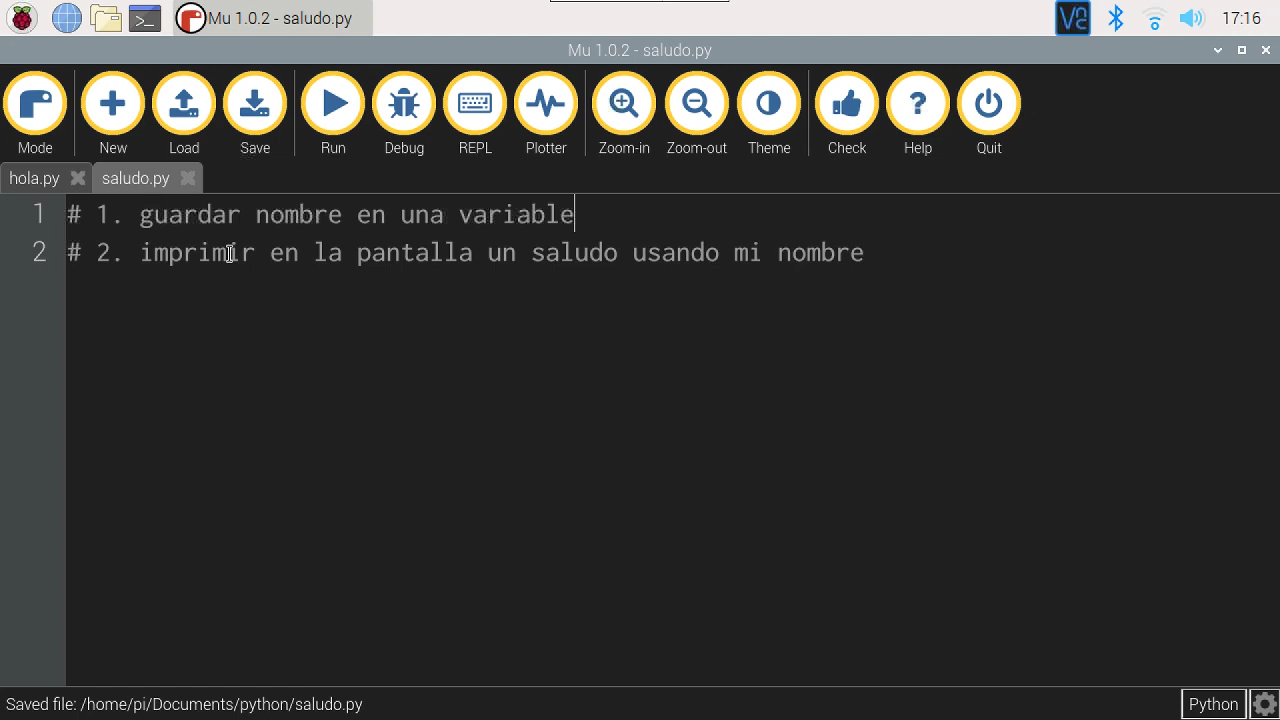 Mu 1.0.2 - saludo.py
17:16
Mu 1.0.2 - saludo.py
Mode New Load Save Run Debug REPL Plotter Zoom-in Zoom-out Theme Check Help Quit
hola.py saludo.py
1 # 1. guardar nombre en una variable
2 # 2. imprimir en la pantalla un saludo usando mi nombre
Saved file: /home/pi/Documents/python/saludo.py Python